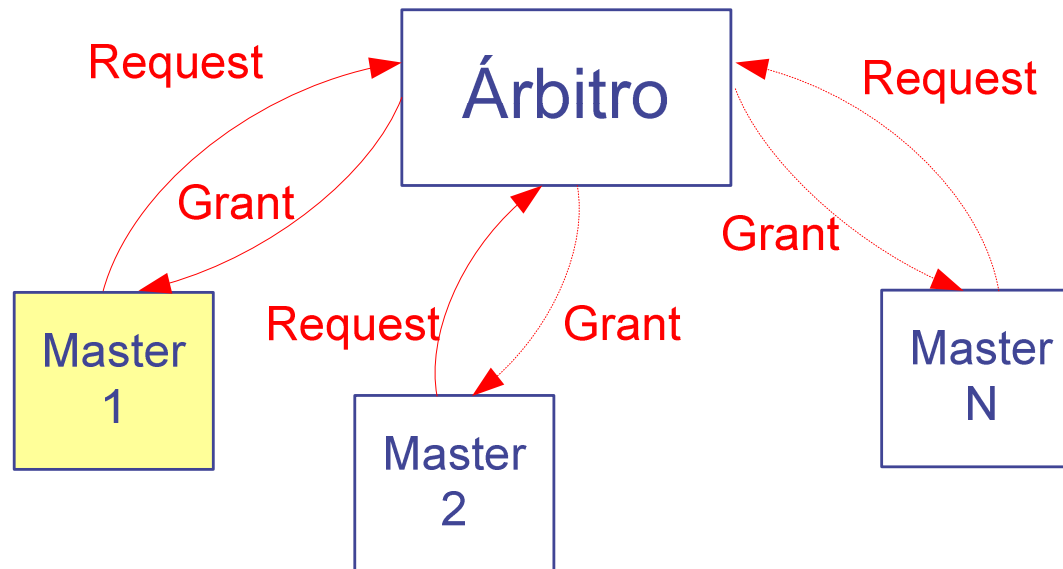 Request
Árbitro
Request
Grant
Grant
Request
Grant
Master
1
Master
2
Master
N